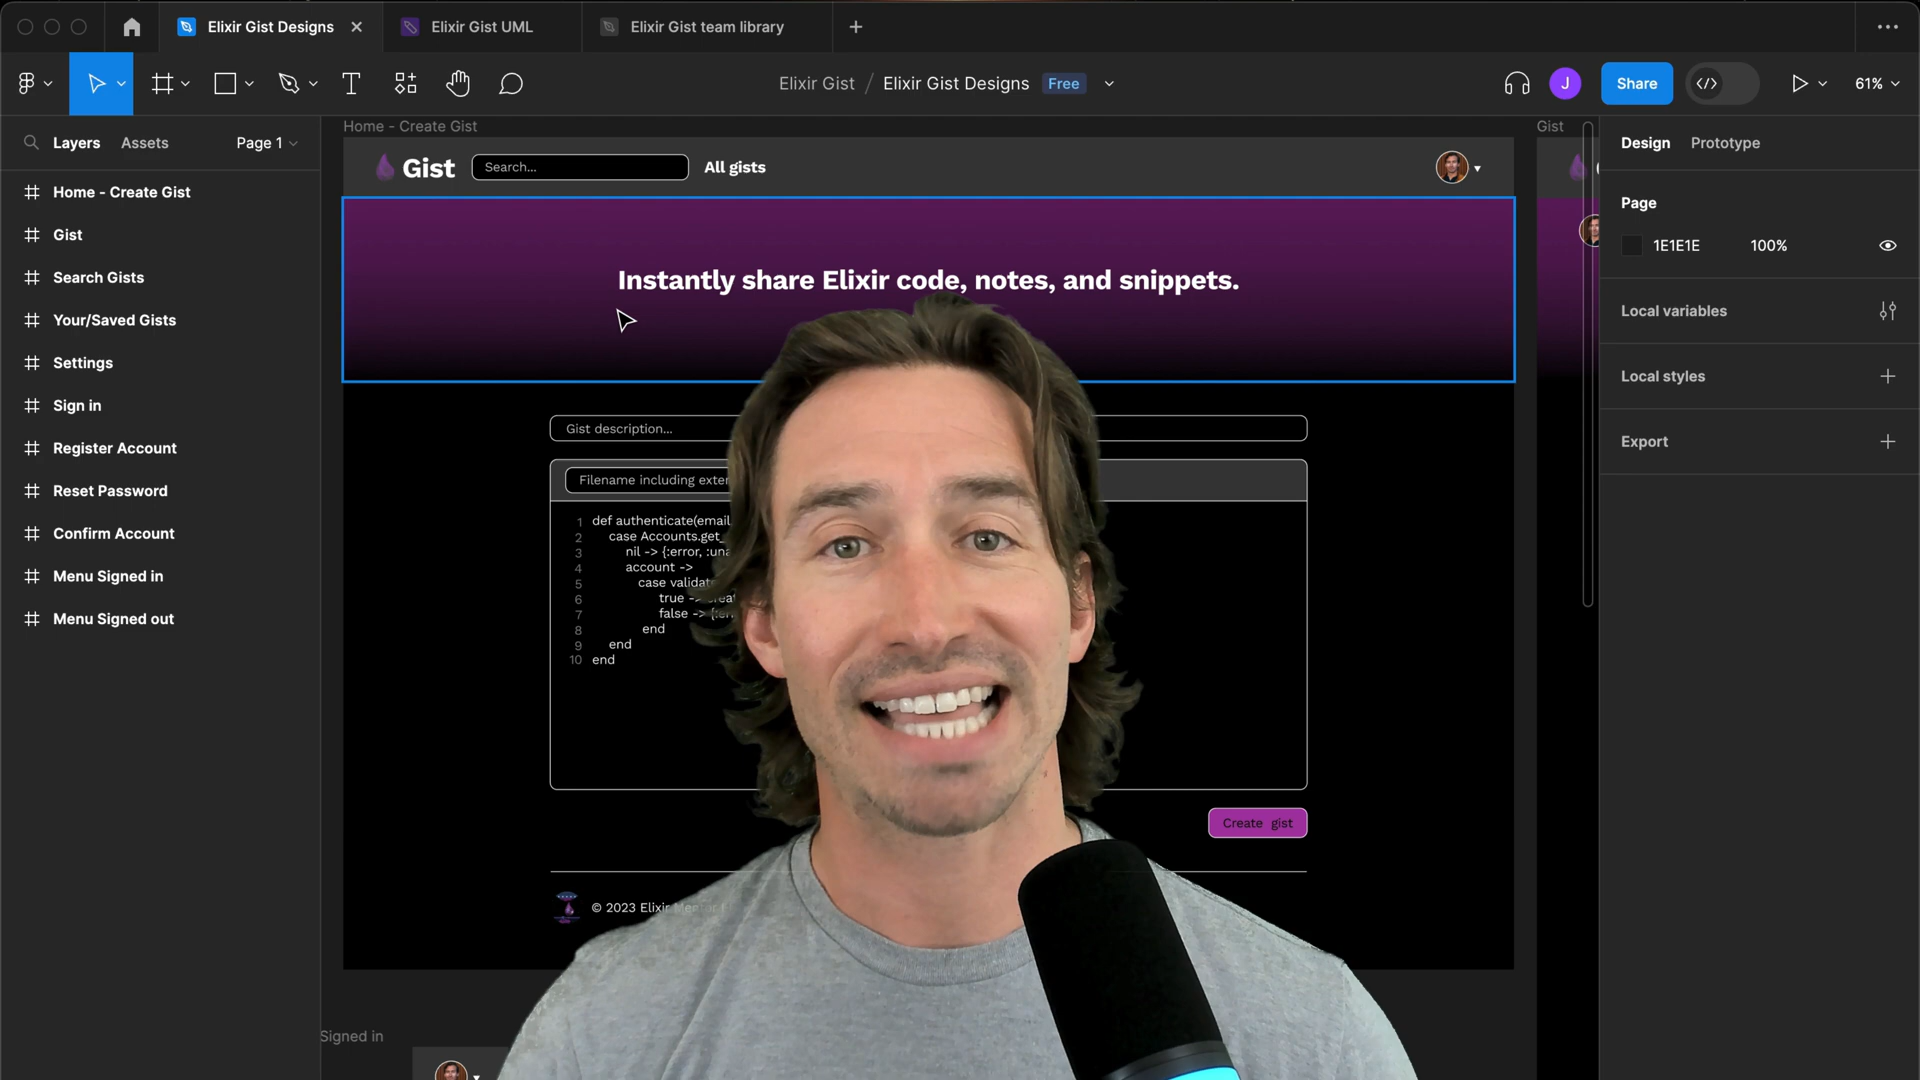 Elixir Gist Designs
Elixir Gist UML
Elixir Gist team library
Elixir Gist / Elixir Gist Designs Free
J
Share
61%
Layers Assets Page 1
Home - Create Gist
Gist
Search Gists
Your/Saved Gists
Settings
Sign in
Register Account
Reset Password
Confirm Account
Menu Signed in
Menu Signed out
Home - Create Gist
Gist
Search...
All gists
Instantly share Elixir code, notes, and snippets.
Gist description...
Filename including
1 def authenticate(email
2 case Accounts.get_
3 nil -> {:error,
4 account ->
5 case
6 true ->
7 false ->
8 end
9 end
10 end
Create gist
© 2023 Elixir Mentor
Signed in
Gist
Design Prototype
Page
1E1E1E 100%
Local variables
Local styles
Export